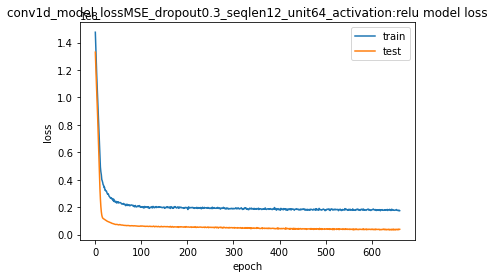 conv1d_model_lossMSE_dropout0.3_seqlen12_unit64_activation:relu model loss
1.4
1.2
1.0
0.8
0.6
0.4
0.2
0.0
loss
train
test
0 100 200 300 400 500 600
epoch